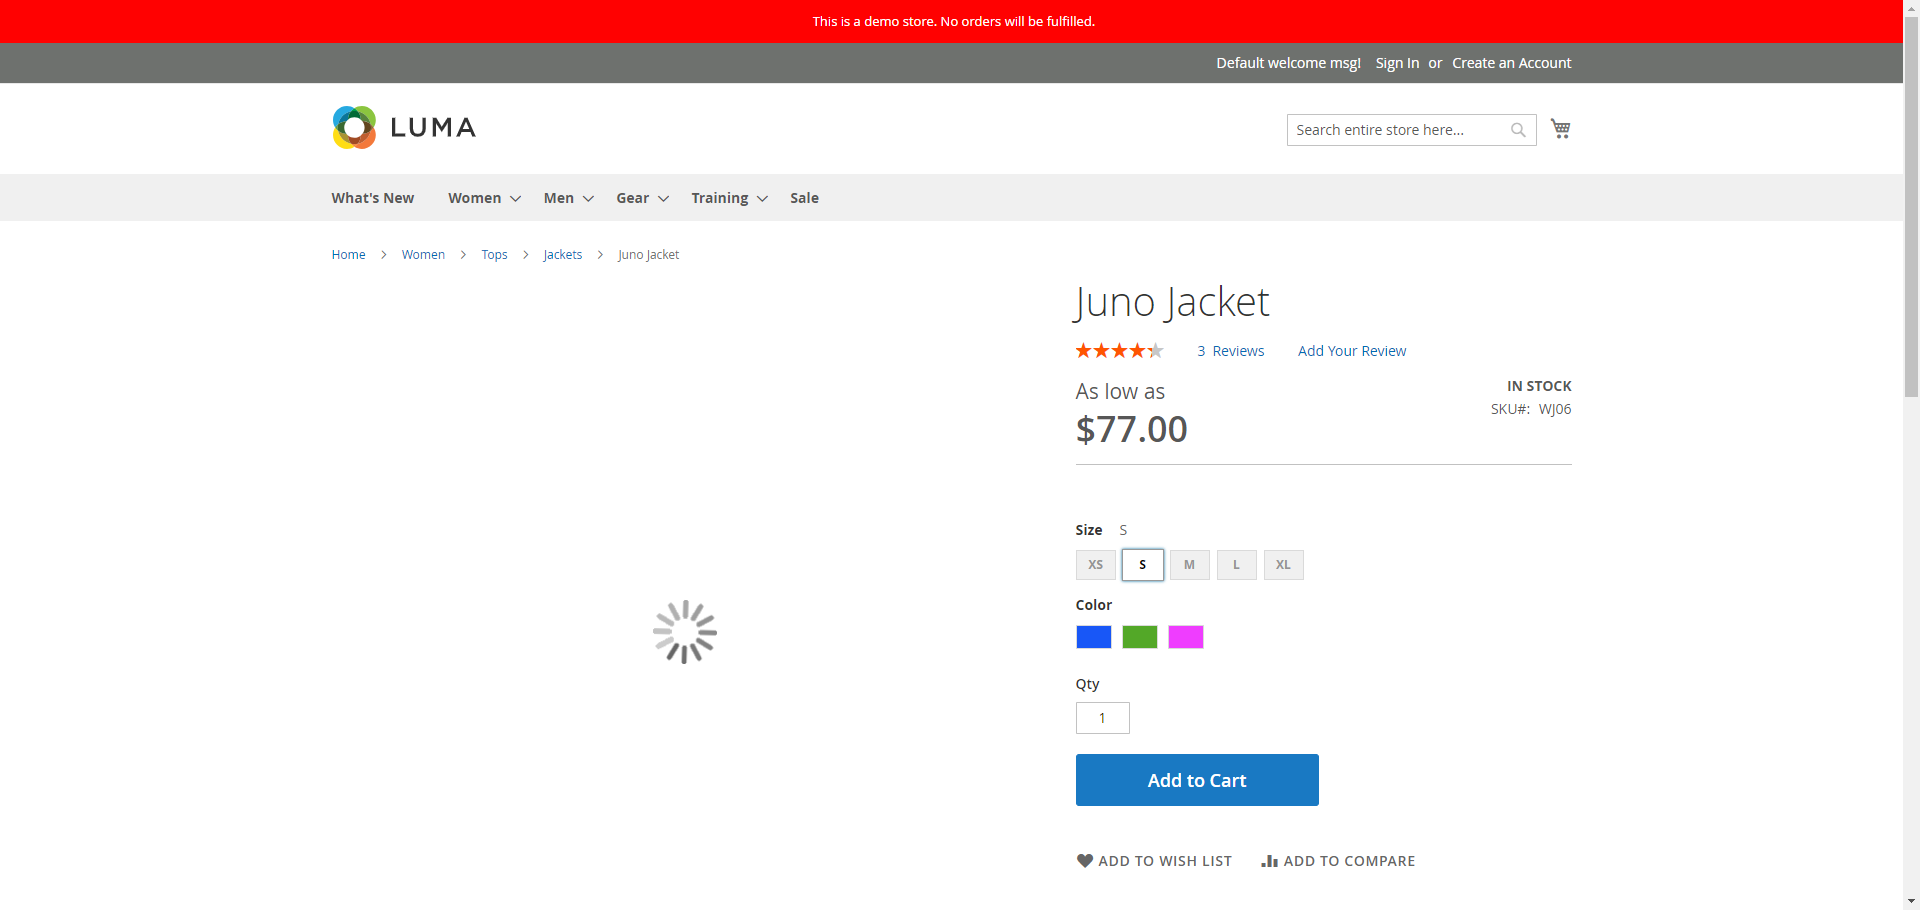 This is a demo store. No orders will be fulfilled.
Default welcome msg! Sign In or Create an Account
LUMA
Search entire store here...
What's New Women Men Gear Training Sale
Home Women Tops Jackets Juno Jacket
Juno Jacket
3 Reviews Add Your Review
As low as
$77.00
IN STOCK
SKU#: WJ06
Size S
XS S M L XL
Color
Qty
1
Add to Cart
ADD TO WISH LIST ADD TO COMPARE